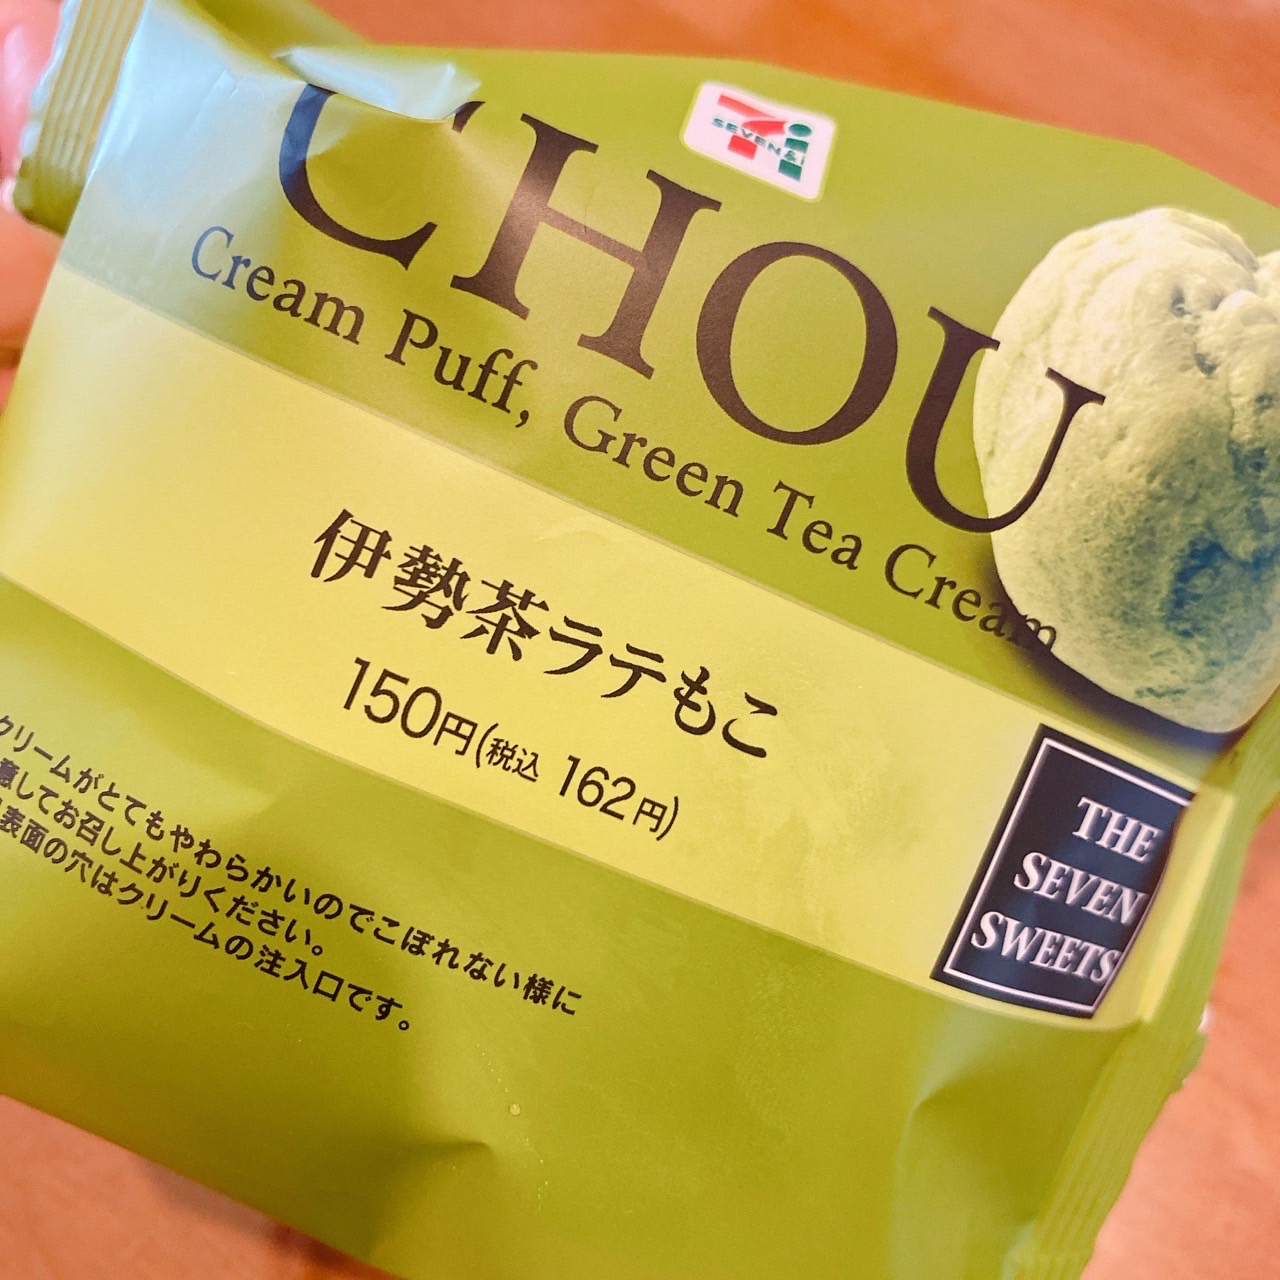 SEVEN&i
CHOU
Cream Puff, Green Tea Cream
伊勢茶ラテもこ
150円(税込 162円)
クリームがとてもやわらかいのでこぼれない様に
意してお召し上がりください。
表面の穴はクリームの注入口です。
THE
SEVEN
SWEETS